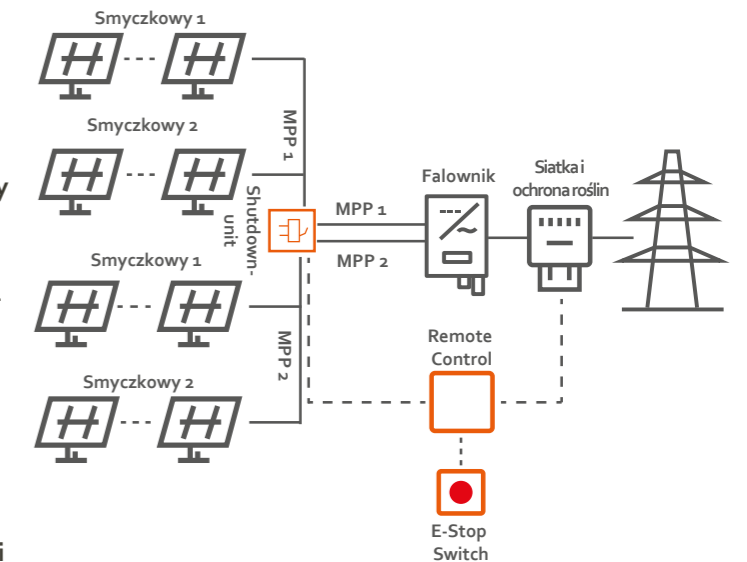 Smyczkowy 1
MPP 1
Smyczkowy 2
y
Shutdown-
unit
MPP 1
MPP 2
Falownik
Siatka i
ochrona roślin
Smyczkowy 1
MPP 2
Smyczkowy 2
Remote
Control
E-Stop
Switch
i